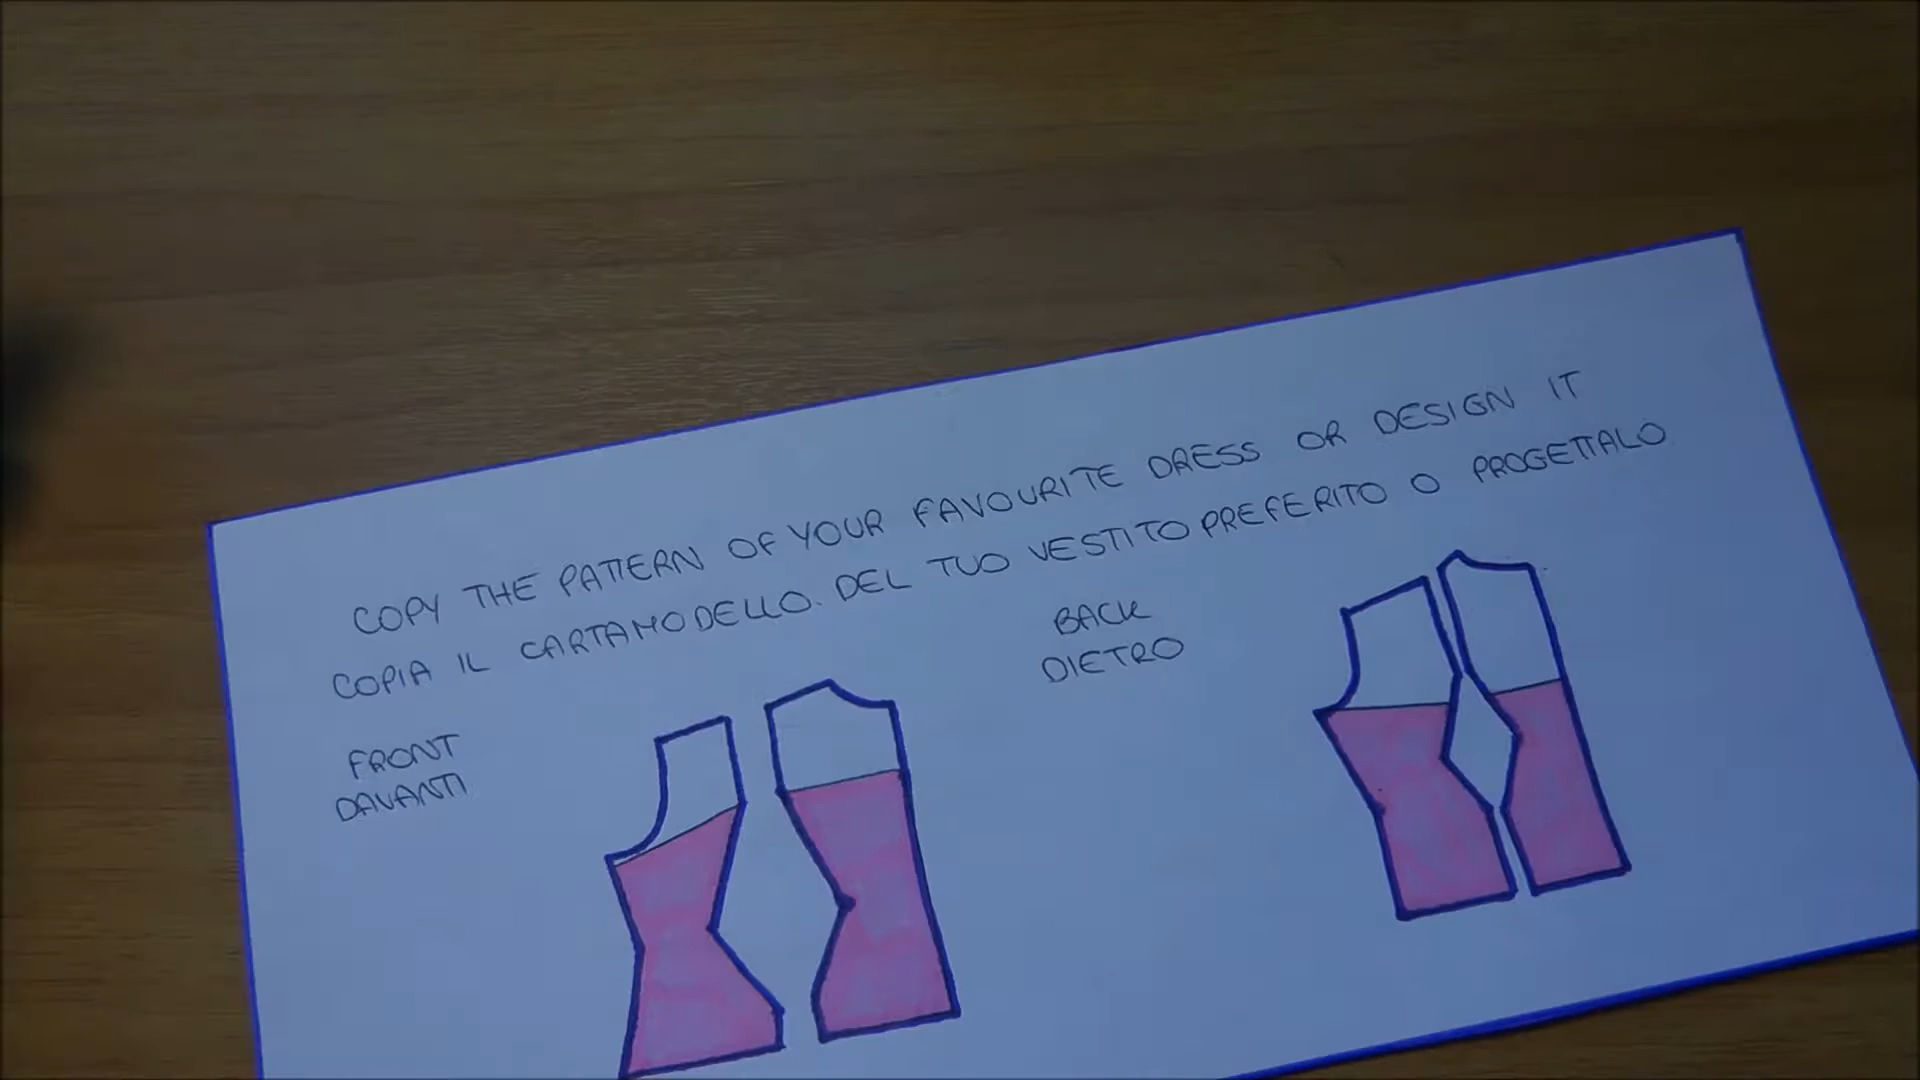 COPY THE PATTERN OF YOUR FAVOURITE DRESS OR DESIGN IT
COPIA IL CARTAMODELLO. DEL TUO VESTITO PREFERITO O PROGETTALO
FRONT
DAVANTI
BACK
DIETRO